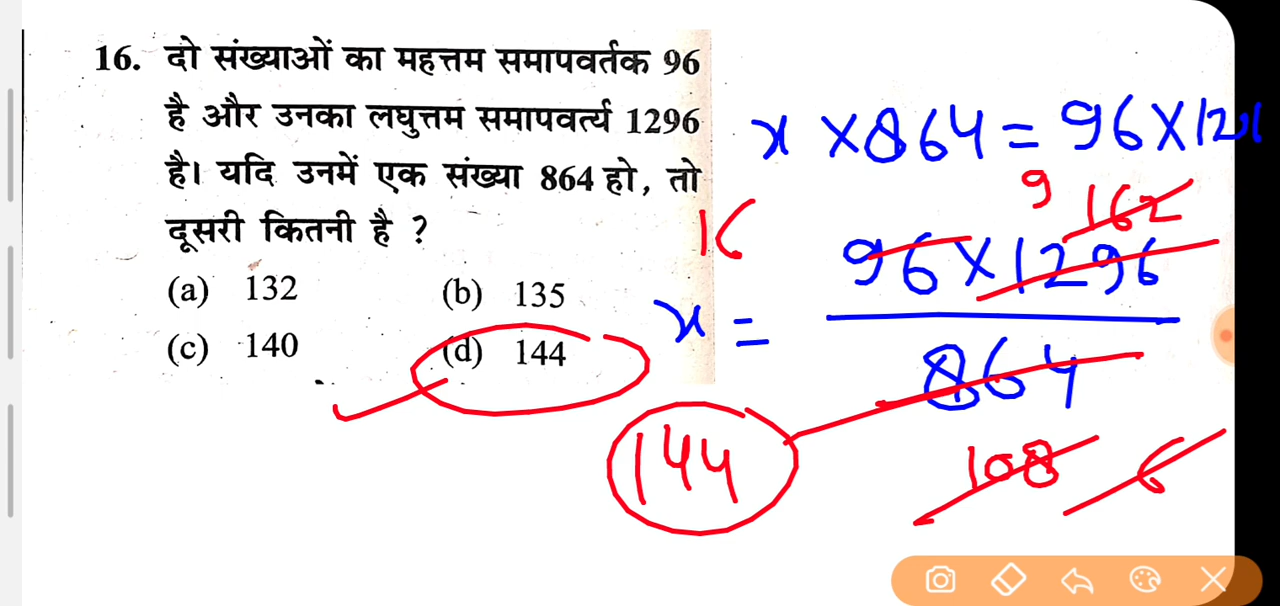 16. दो संख्याओं का महत्तम समापवर्तक 96
है और उनका लघुत्तम समापवर्त्य 1296
है। यदि उनमें एक संख्या 864 हो, तो
दूसरी कितनी है ?
(a) 132 (b) 135
(c) 140 (d) 144
x × 864 = 96 × 12
9 162
16
96 × 1296
x =
864
108 6
144